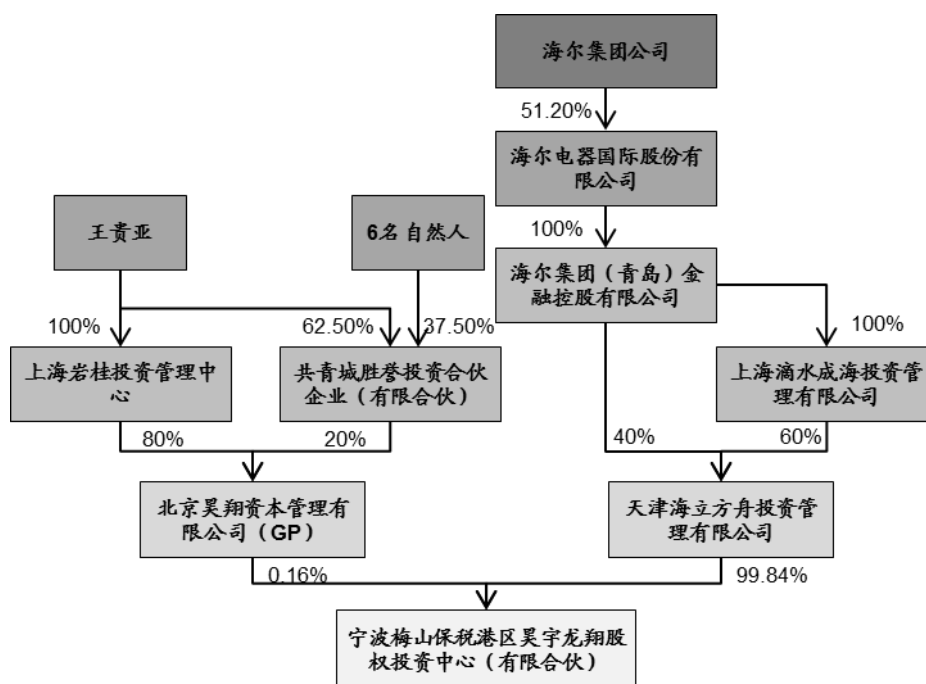 海尔集团公司
51.20%
海尔电器国际股份有
限公司
王贵亚
6名自然人
100%
海尔集团（青岛）金
融控股有限公司
100%
62.50%
37.50%
100%
上海岩桂投资管理中
心
共青城胜誉投资合伙
企业（有限合伙）
上海滴水成海投资管
理有限公司
80%
20%
40%
60%
北京昊翔资本管理有
限公司（GP）
天津海立方舟投资管
理有限公司
0.16%
99.84%
宁波梅山保税港区昊宇龙翔股
权投资中心（有限合伙）